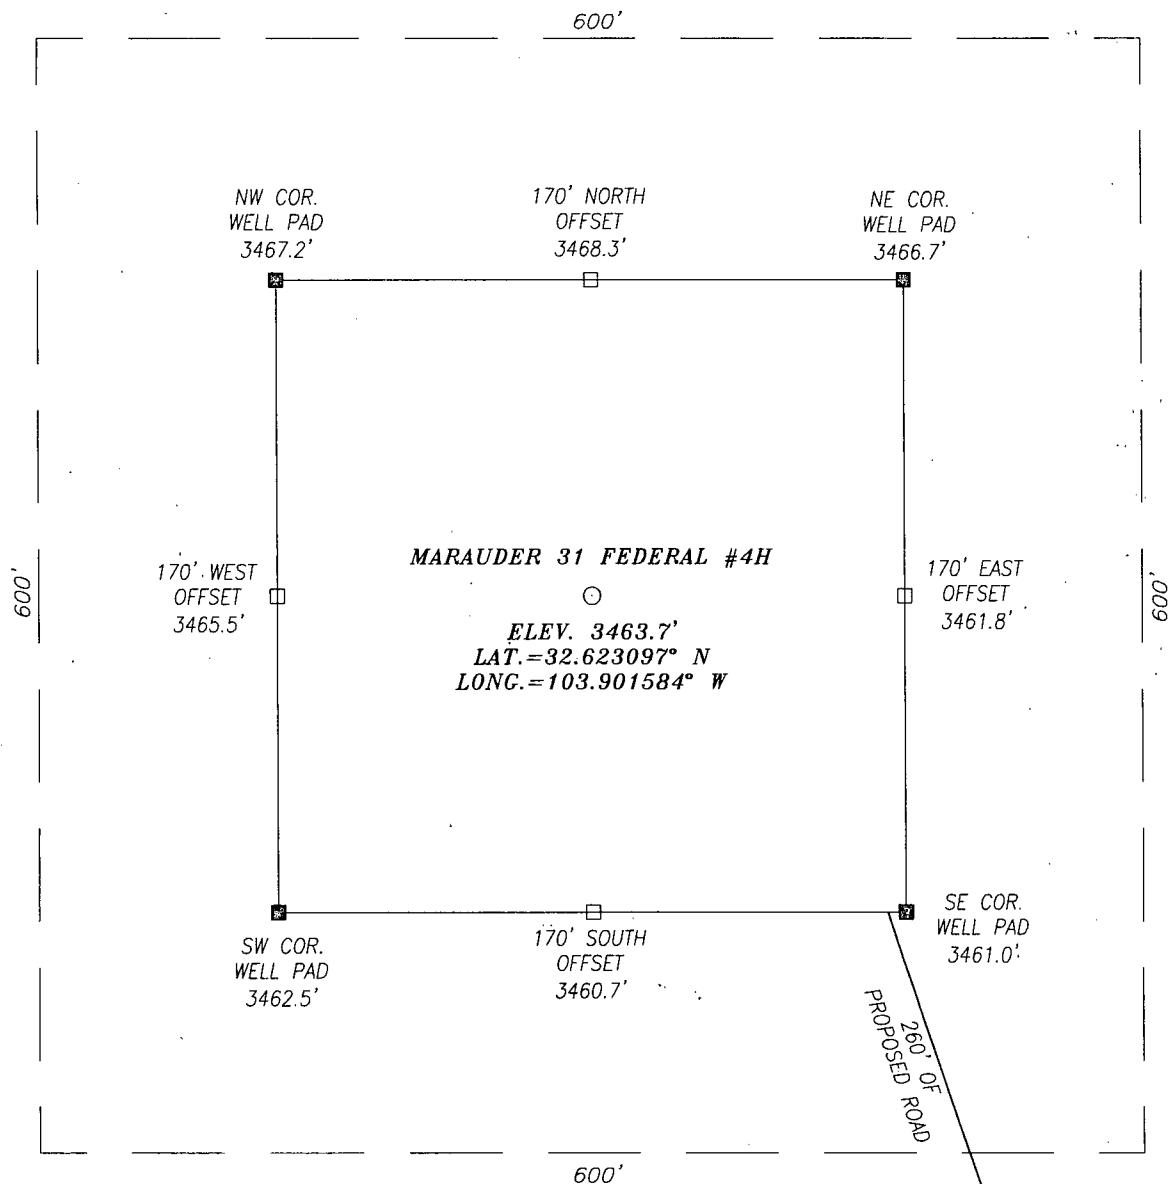 600'
NW COR.
WELL PAD
3467.2'
170' NORTH
OFFSET
3468.3'
NE COR.
WELL PAD
3466.7'
600'
170' WEST
OFFSET
3465.5'
MARAUDER 31 FEDERAL #4H
ELEV. 3463.7'
LAT.=32.623097° N
LONG.=103.901584° W
170' EAST
OFFSET
3461.8'
600'
SW COR.
WELL PAD
3462.5'
170' SOUTH
OFFSET
3460.7'
SE COR.
WELL PAD
3461.0'
260' OF
PROPOSED ROAD
600'